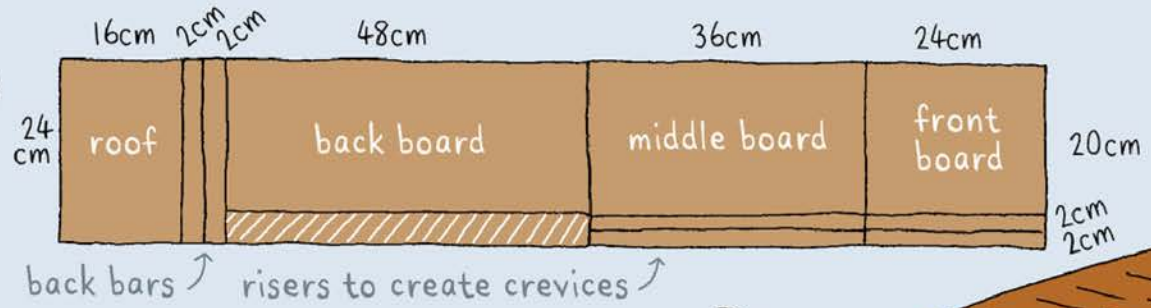 16cm 2cm 2cm 48cm 36cm 24cm
24
cm
roof
back board
middle board
front
board
20cm
2cm
2cm
back bars
risers to create crevices